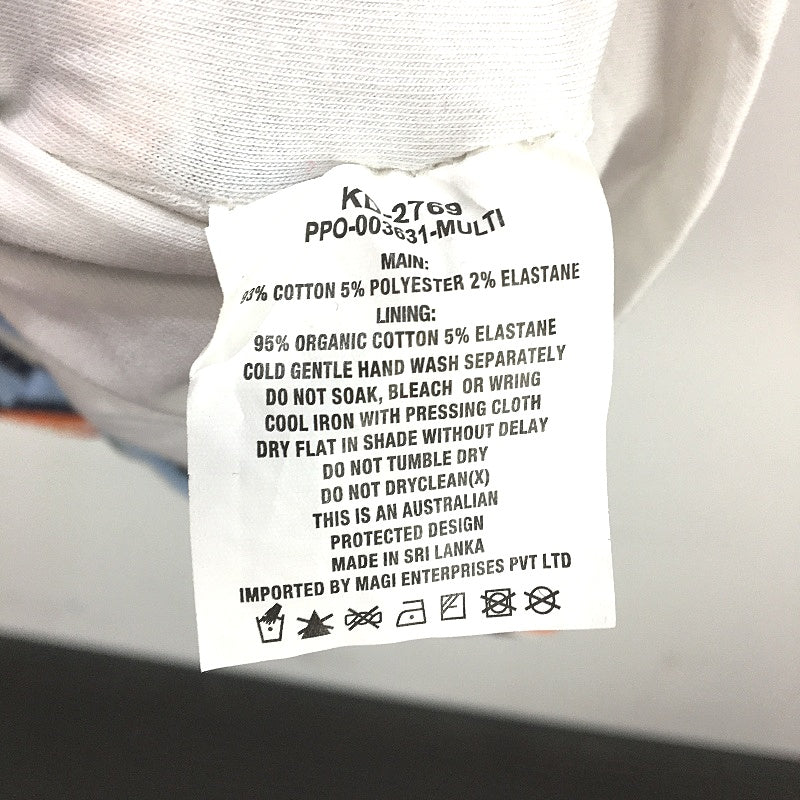 PPO-003631-MULTI
MAIN:
93% COTTON 5% POLYESTER 2% ELASTANE
LINING:
95% ORGANIC COTTON 5% ELASTANE
COLD GENTLE HAND WASH SEPARATELY
DO NOT SOAK, BLEACH OR WRING
COOL IRON WITH PRESSING CLOTH
DRY FLAT IN SHADE WITHOUT DELAY
DO NOT TUMBLE DRY
DO NOT DRYCLEAN(X)
THIS IS AN AUSTRALIAN
PROTECTED DESIGN
MADE IN SRI LANKA
IMPORTED BY MAGI ENTERPRISES PVT LTD